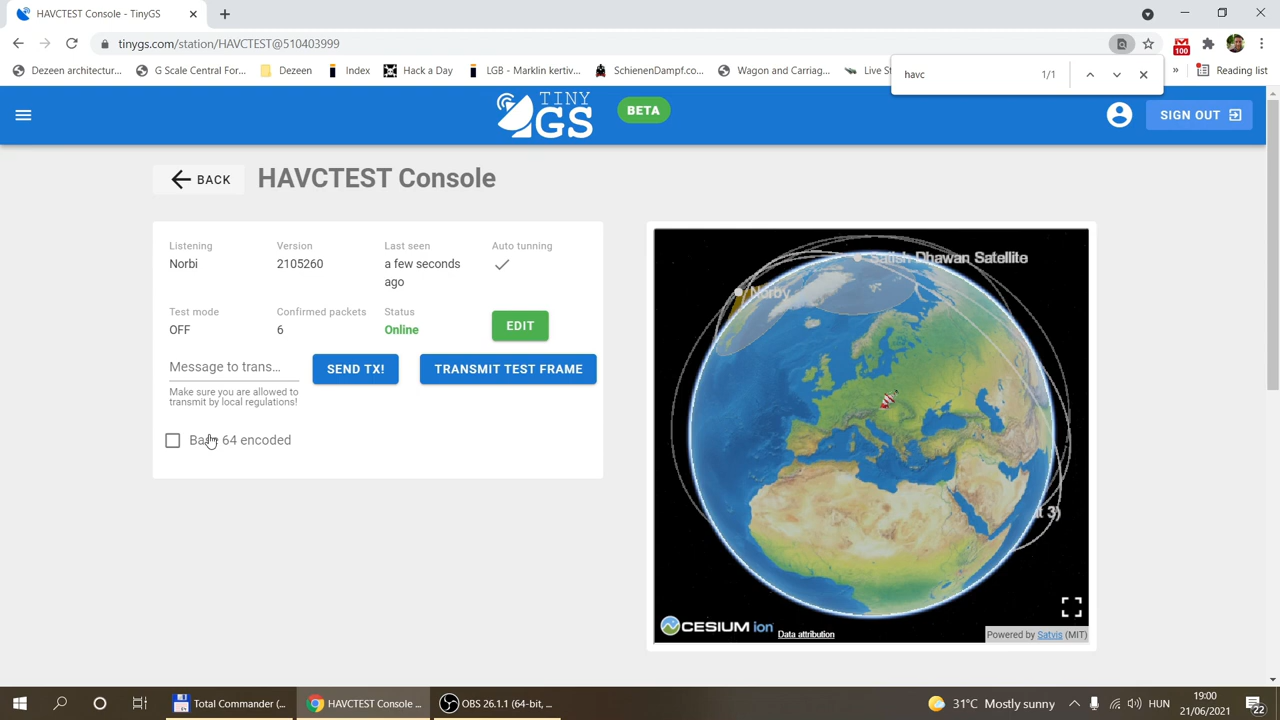 HAVCTEST Console - TinyGS
tinygs.com/station/HAVCTEST@510403999
100
Dezeen architectur...
G Scale Central For...
Dezeen
Index
Hack a Day
LGB - Marklin kertiv...
SchienenDampf.co...
Wagon and Carriag...
Live St
»
Reading list
havc
1/1
TINY
GS
BETA
SIGN OUT
BACK
HAVCTEST Console
Listening
Version
Last seen
Auto tunning
Norbi
2105260
a few seconds
ago
Test mode
Confirmed packets
Status
OFF
6
Online
EDIT
Message to trans...
SEND TX!
TRANSMIT TEST FRAME
Make sure you are allowed to
transmit by local regulations!
64 encoded
Satish Dhawan Satellite
Norby
t 3)
CESIUM ion
Data attribution
Powered by Satvis (MIT)
Total Commander (...
HAVCTEST Console ...
OBS 26.1.1 (64-bit, ...
31°C Mostly sunny
HUN
19:00
21/06/2021
22